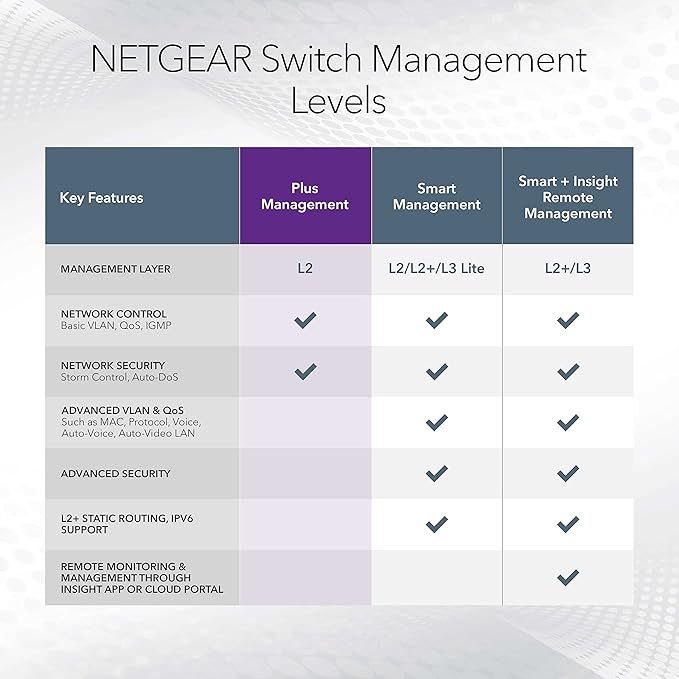 NETGEAR Switch Management
Levels
Key Features
Plus
Management
Smart
Management
Smart + Insight
Remote
Management
MANAGEMENT LAYER
L2
L2/L2+/L3 Lite
L2+/L3
NETWORK CONTROL
Basic VLAN, QoS, IGMP
NETWORK SECURITY
Storm Control, Auto-DoS
ADVANCED VLAN & QoS
Such as MAC, Protocol, Voice,
Auto-Voice, Auto-Video LAN
ADVANCED SECURITY
L2+ STATIC ROUTING, IPV6
SUPPORT
REMOTE MONITORING &
MANAGEMENT THROUGH
INSIGHT APP OR CLOUD PORTAL